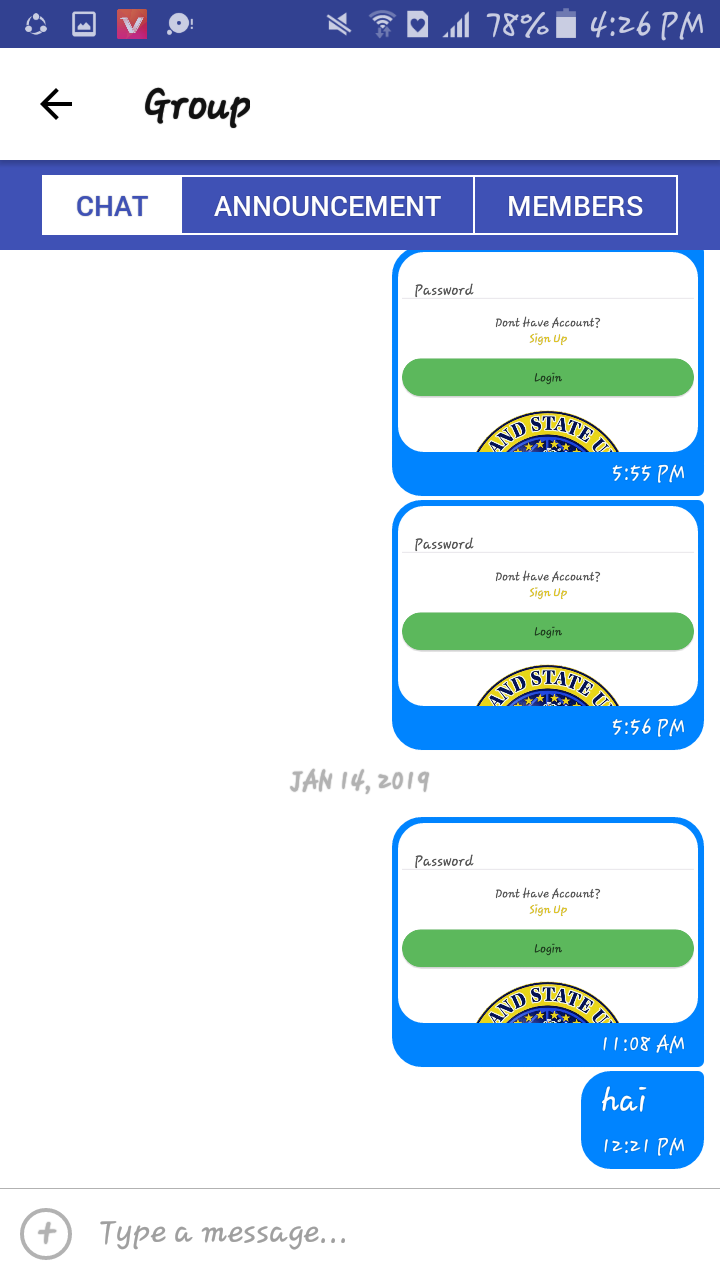 78% 4:26 PM
Group
CHAT ANNOUNCEMENT MEMBERS
Password
Dont Have Account?
Sign Up
Login
AND STATE U
5:55 PM
Password
Dont Have Account?
Sign Up
Login
AND STATE U
5:56 PM
JAN 14, 2019
Password
Dont Have Account?
Sign Up
Login
AND STATE U
11:08 AM
hai
12:21 PM
Type a message...